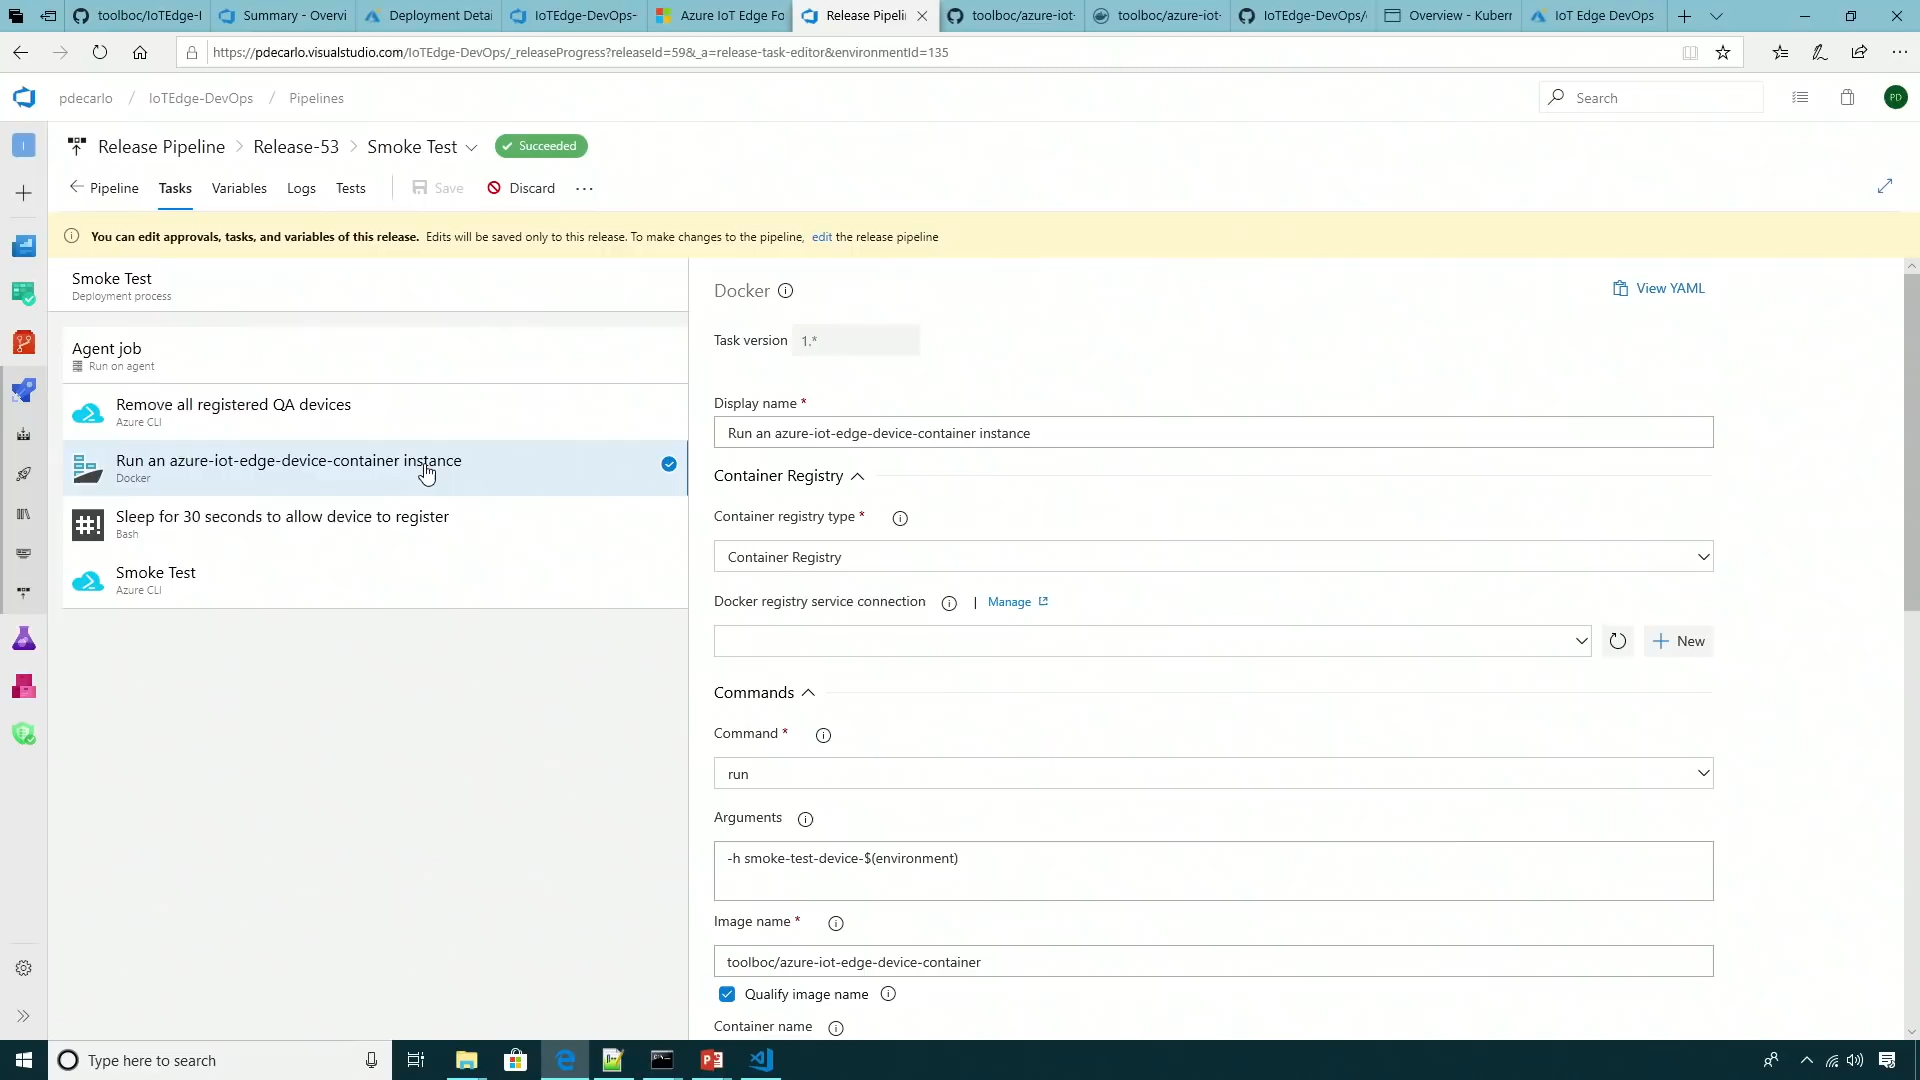 toolboc/IoTEdge-I
Summary - Overvi
Deployment Detai
IoTEdge-DevOps-
Azure IoT Edge Fo
Release Pipeli
toolboc/azure-iot-
toolboc/azure-iot-
IoTEdge-DevOps/
Overview - Kubern
IoT Edge DevOps
https://pdecarlo.visualstudio.com/IoTEdge-DevOps/_releaseProgress?releaseId=59&_a=release-task-editor&environmentId=135
pdecarlo / IoTEdge-DevOps / Pipelines
Search
PD
I
Release Pipeline > Release-53 > Smoke Test
Succeeded
Pipeline
Tasks
Variables
Logs
Tests
Save
Discard
You can edit approvals, tasks, and variables of this release. Edits will be saved only to this release. To make changes to the pipeline, edit the release pipeline
Smoke Test
Deployment process
Agent job
Run on agent
Remove all registered QA devices
Azure CLI
Run an azure-iot-edge-device-container instance
Docker
Sleep for 30 seconds to allow device to register
Bash
Smoke Test
Azure CLI
Docker
View YAML
Task version 1.*
Display name *
Run an azure-iot-edge-device-container instance
Container Registry
Container registry type *
Container Registry
Docker registry service connection | Manage
New
Commands
Command *
run
Arguments
-h smoke-test-device-$(environment)
Image name *
toolboc/azure-iot-edge-device-container
Qualify image name
Container name
Type here to search